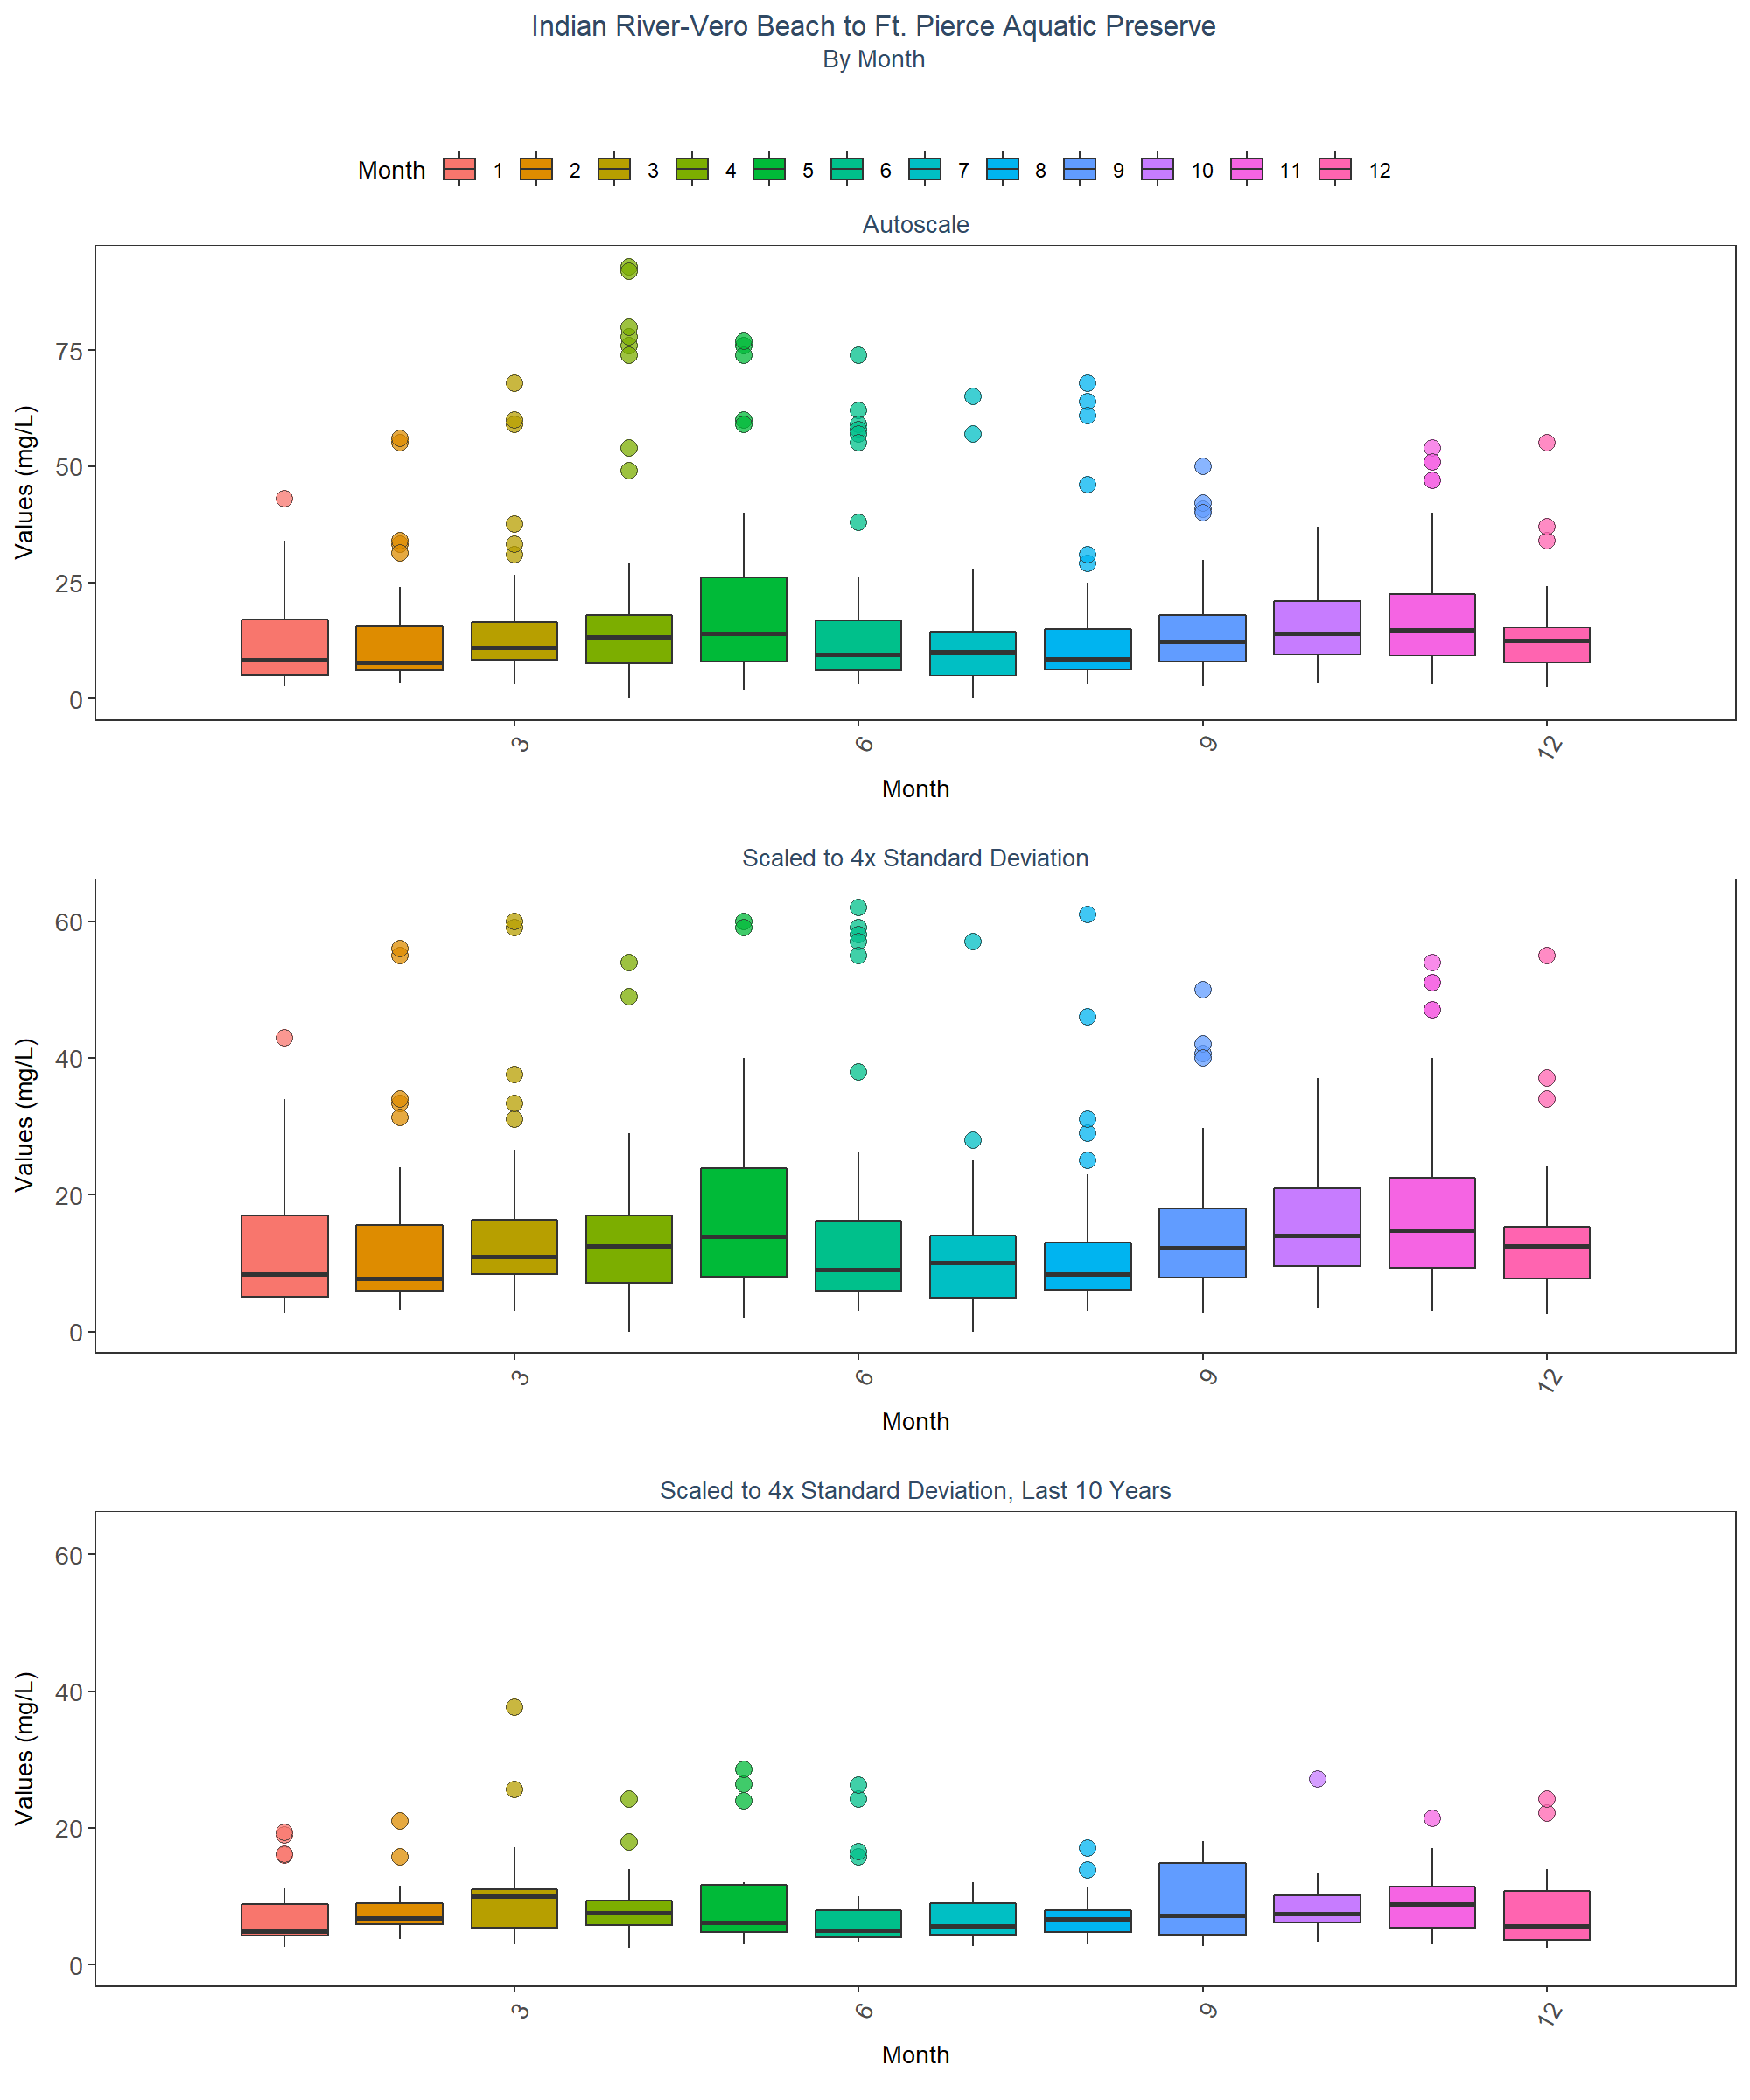 Indian River-Vero Beach to Ft. Pierce Aquatic Preserve
By Month
Month 1 2 3 4 5 6 7 8 9 10 11 12
Autoscale
Values (mg/L)
75
50
25
0
3 6 9 12
Month
Scaled to 4x Standard Deviation
Values (mg/L)
60
40
20
0
3 6 9 12
Month
Scaled to 4x Standard Deviation, Last 10 Years
Values (mg/L)
60
40
20
0
3 6 9 12
Month